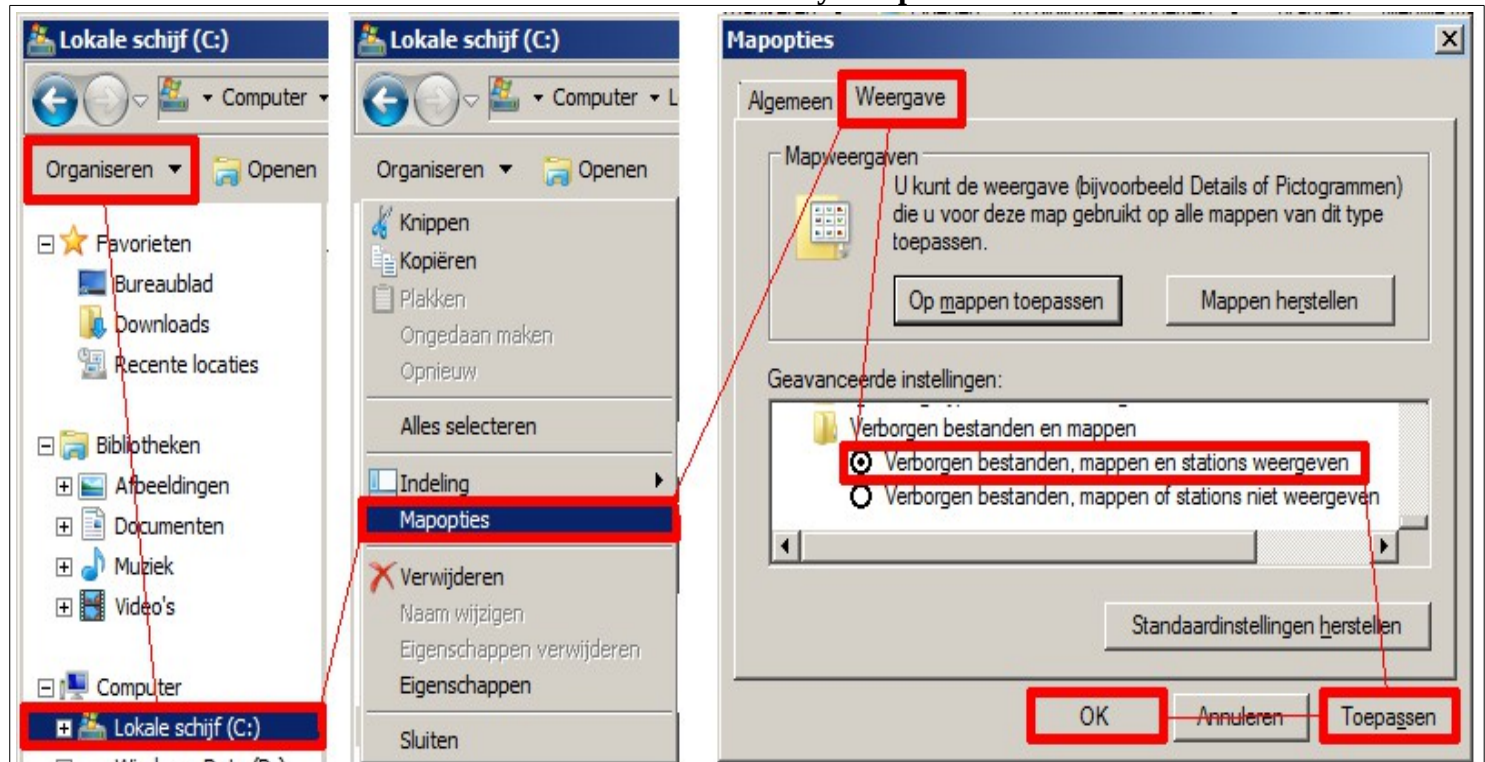 Lokale schijf (C:)
Computer
Organiseren
Openen
Favorieten
Bureaublad
Downloads
Recente locaties
Bibliotheken
Afbeeldingen
Documenten
Muziek
Video's
Computer
Lokale schijf (C:)
Lokale schijf (C:)
Computer L
Organiseren
Openen
Knippen
Kopiëren
Plakken
Ongedaan maken
Opnieuw
Alles selecteren
Indeling
Mapopties
Verwijderen
Naam wijzigen
Eigenschappen verwijderen
Eigenschappen
Sluiten
Mapopties
Algemeen Weergave
Mapweergaven
U kunt de weergave (bijvoorbeeld Details of Pictogrammen)
die u voor deze map gebruikt op alle mappen van dit type
toepassen.
Op mappen toepassen
Mappen herstellen
Geavanceerde instellingen:
Verborgen bestanden en mappen
Verborgen bestanden, mappen en stations weergeven
Verborgen bestanden, mappen of stations niet weergeven
Standaardinstellingen herstellen
OK
Annuleren
Toepassen